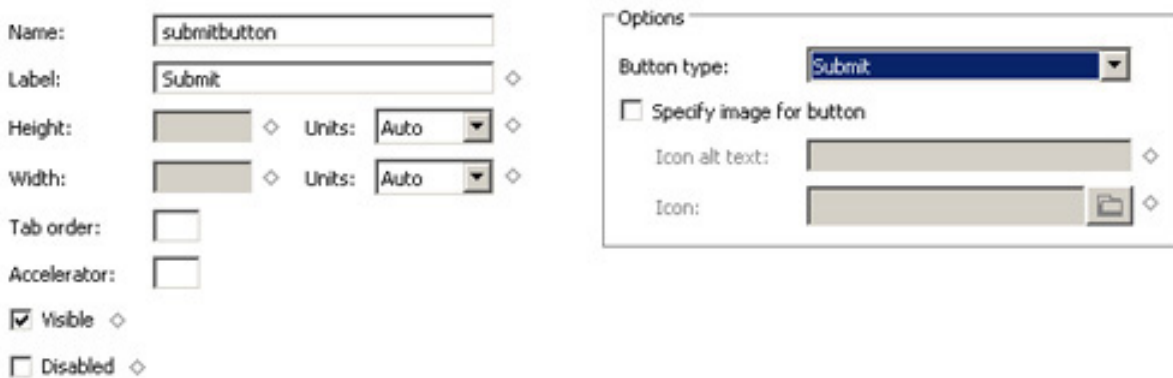 Name: submitbutton
Label: Submit
Height: Units: Auto
Width: Units: Auto
Tab order:
Accelerator:
Visible
Disabled
Options
Button type: Submit
Specify image for button
Icon alt text:
Icon: